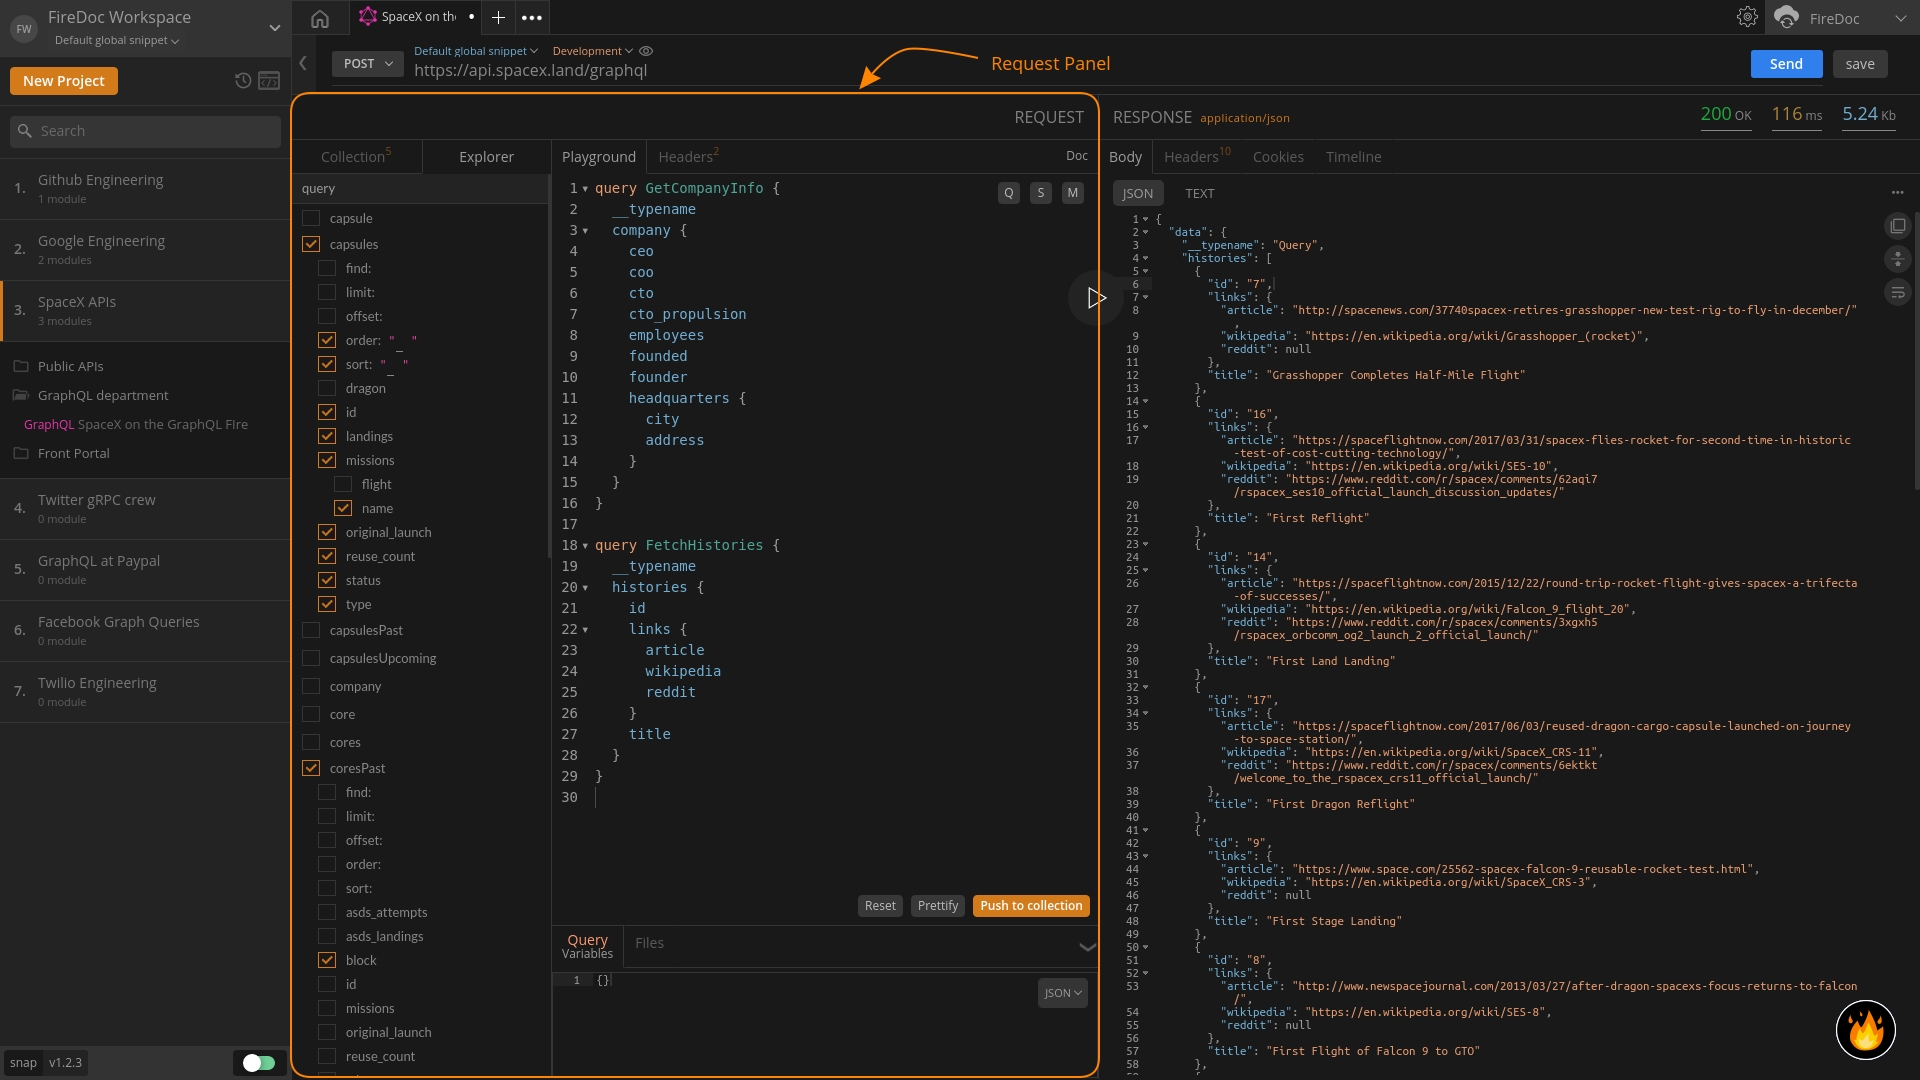 FW
FireDoc Workspace
Default global snippet
New Project
Search
1. Github Engineering
1 module
2. Google Engineering
2 modules
3. SpaceX APIs
3 modules
Public APIs
GraphQL department
GraphQL SpaceX on the GraphQL FIre
Front Portal
4. Twitter gRPC crew
0 module
5. GraphQL at Paypal
0 module
6. Facebook Graph Queries
0 module
7. Twilio Engineering
0 module
snap v1.2.3
SpaceX on th
FireDoc
POST
Default global snippet Development
https://api.spacex.land/graphql
Request Panel
Send
save
REQUEST
Collection 5
Explorer
query
capsule
capsules
find:
limit:
offset:
order: "_ "
sort: "_ "
dragon
id
landings
missions
flight
name
original_launch
reuse_count
status
type
capsulesPast
capsulesUpcoming
company
core
cores
coresPast
find:
limit:
offset:
order:
sort:
asds_attempts
asds_landings
block
id
missions
original_launch
reuse_count
Playground
Headers 2
Doc
Q S M
1 query GetCompanyInfo {
2 __typename
3 company {
4 ceo
5 coo
6 cto
7 cto_propulsion
8 employees
9 founded
10 founder
11 headquarters {
12 city
13 address
14 }
15 }
16 }
17
18 query FetchHistories {
19 __typename
20 histories {
21 id
22 links {
23 article
24 wikipedia
25 reddit
26 }
27 title
28 }
29 }
30
Reset Prettify Push to collection
Query
Variables
Files
1 {}
JSON
RESPONSE application/json
200 OK 116 ms 5.24 Kb
Body Headers 10 Cookies Timeline
JSON TEXT
1 {
2 "data": {
3 "__typename": "Query",
4 "histories": [
5 {
6 "id": "7",
7 "links": {
8 "article": "http://spacenews.com/37740spacex-retires-grasshopper-new-test-rig-to-fly-in-december/"
,
9 "wikipedia": "https://en.wikipedia.org/wiki/Grasshopper_(rocket)",
10 "reddit": null
11 },
12 "title": "Grasshopper Completes Half-Mile Flight"
13 },
14 {
15 "id": "16",
16 "links": {
17 "article": "https://spaceflightnow.com/2017/03/31/spacex-flies-rocket-for-second-time-in-historic
-test-of-cost-cutting-technology/",
18 "wikipedia": "https://en.wikipedia.org/wiki/SES-10",
19 "reddit": "https://www.reddit.com/r/spacex/comments/62aqi7
/rspacex_ses10_official_launch_discussion_updates/"
20 },
21 "title": "First Reflight"
22 },
23 {
24 "id": "14",
25 "links": {
26 "article": "https://spaceflightnow.com/2015/12/22/round-trip-rocket-flight-gives-spacex-a-trifecta
-of-successes/",
27 "wikipedia": "https://en.wikipedia.org/wiki/Falcon_9_flight_20",
28 "reddit": "https://www.reddit.com/r/spacex/comments/3xgxh5
/rspacex_orbcomm_og2_launch_2_official_launch/"
29 },
30 "title": "First Land Landing"
31 },
32 {
33 "id": "17",
34 "links": {
35 "article": "https://spaceflightnow.com/2017/06/03/reused-dragon-cargo-capsule-launched-on-journey
-to-space-station/",
36 "wikipedia": "https://en.wikipedia.org/wiki/SpaceX_CRS-11",
37 "reddit": "https://www.reddit.com/r/spacex/comments/6ektkt
/welcome_to_the_rspacex_crs11_official_launch/"
38 },
39 "title": "First Dragon Reflight"
40 },
41 {
42 "id": "9",
43 "links": {
44 "article": "https://www.space.com/25562-spacex-falcon-9-reusable-rocket-test.html",
45 "wikipedia": "https://en.wikipedia.org/wiki/SpaceX_CRS-3",
46 "reddit": null
47 },
48 "title": "First Stage Landing"
49 },
50 {
51 "id": "8",
52 "links": {
53 "article": "http://www.newspacejournal.com/2013/03/27/after-dragon-spacexs-focus-returns-to-falcon
/",
54 "wikipedia": "https://en.wikipedia.org/wiki/SES-8",
55 "reddit": null
56 },
57 "title": "First Flight of Falcon 9 to GTO"
58 },